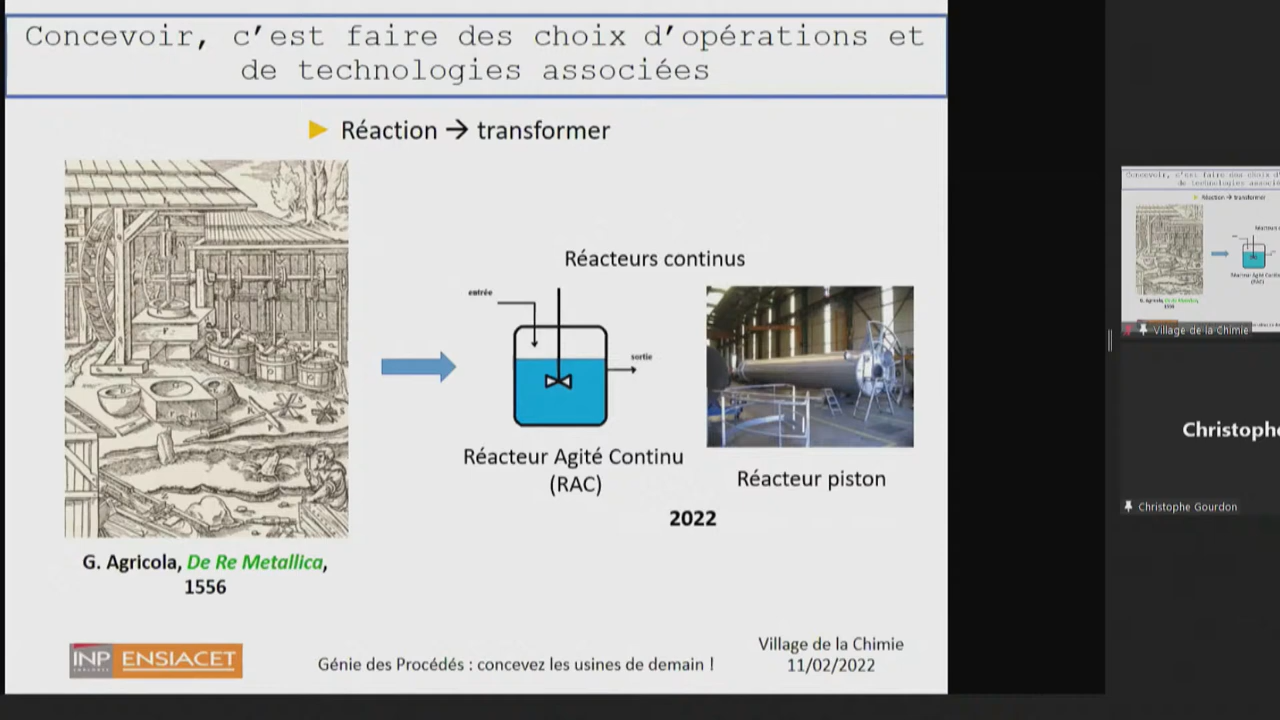 Concevoir, c’est faire des choix d’opérations et
de technologies associées
Réaction → transformer
Réacteurs continus
entrée
sortie
Réacteur Agité Continu
(RAC)
Réacteur piston
2022
G. Agricola, De Re Metallica,
1556
INP ENSIACET
Génie des Procédés : concevez les usines de demain !
Village de la Chimie
11/02/2022
Village de la Chimie
Christophe
Christophe Gourdon